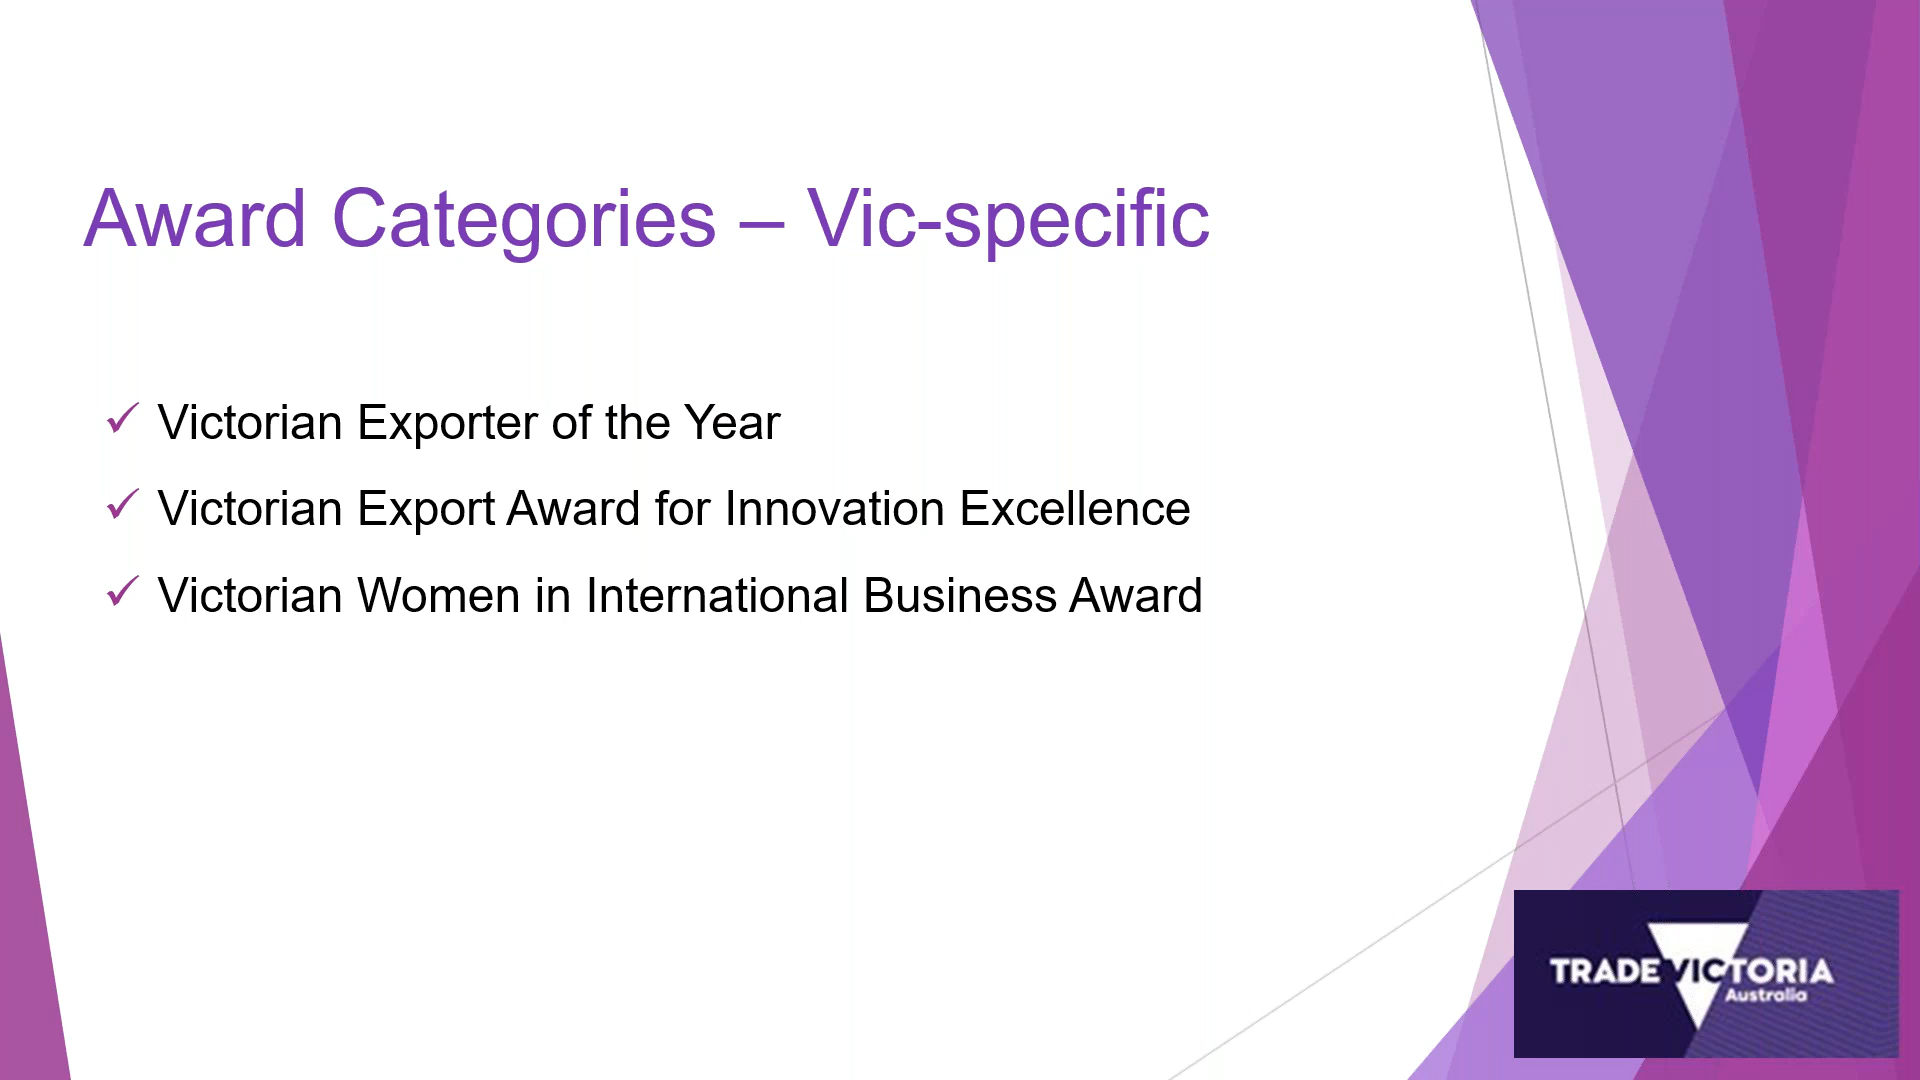 Award Categories – Vic-specific
✓ Victorian Exporter of the Year
✓ Victorian Export Award for Innovation Excellence
✓ Victorian Women in International Business Award
TRADE VICTORIA
Australia